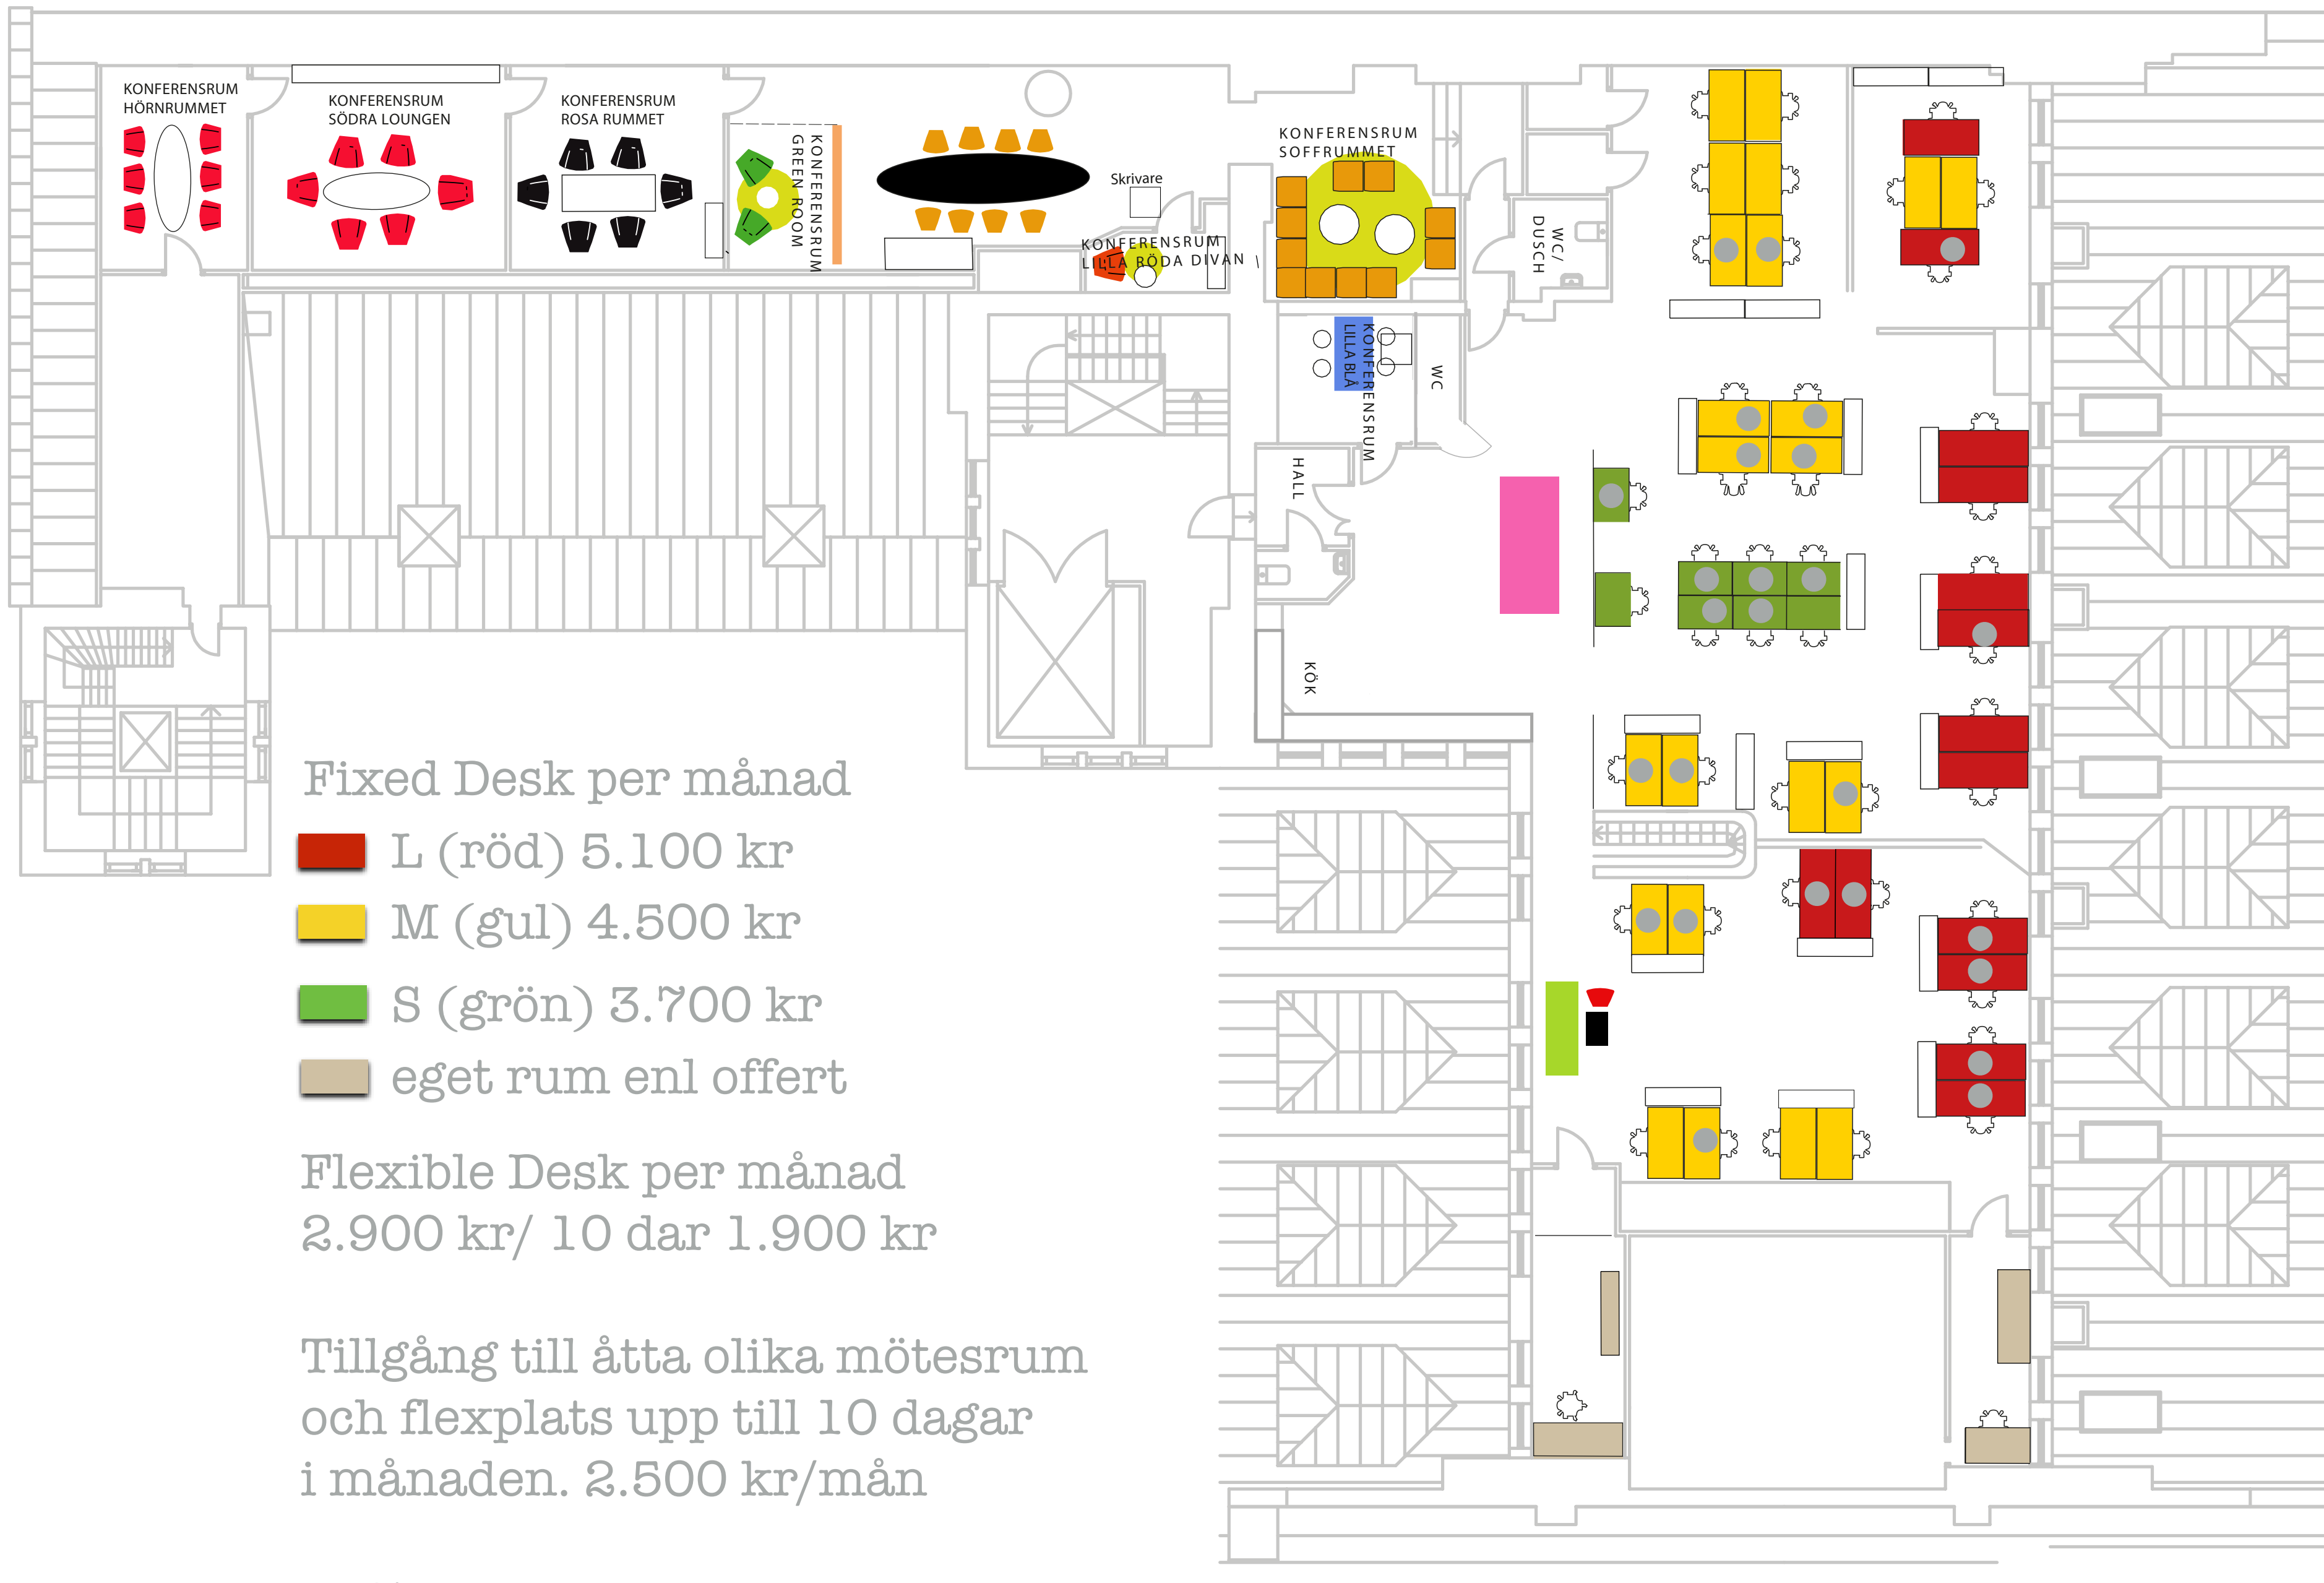 KONFERENSRUM
HÖRNRUMMET
KONFERENSRUM
SÖDRA LOUNGEN
KONFERENSRUM
ROSA RUMMET
KONFERENSRUM
GREEN ROOM
Skrivare
KONFERENSRUM
LILLA RÖDA DIVAN
KONFERENSRUM
SOFFRUMMET
WC/
DUSCH
KONFERENSRUM
LILLA BLÅ
WC
HALL
KÖK
Fixed Desk per månad
L (röd) 5.100 kr
M (gul) 4.500 kr
S (grön) 3.700 kr
eget rum enl offert
Flexible Desk per månad
2.900 kr/ 10 dar 1.900 kr
Tillgång till åtta olika mötesrum
och flexplats upp till 10 dagar
i månaden. 2.500 kr/mån